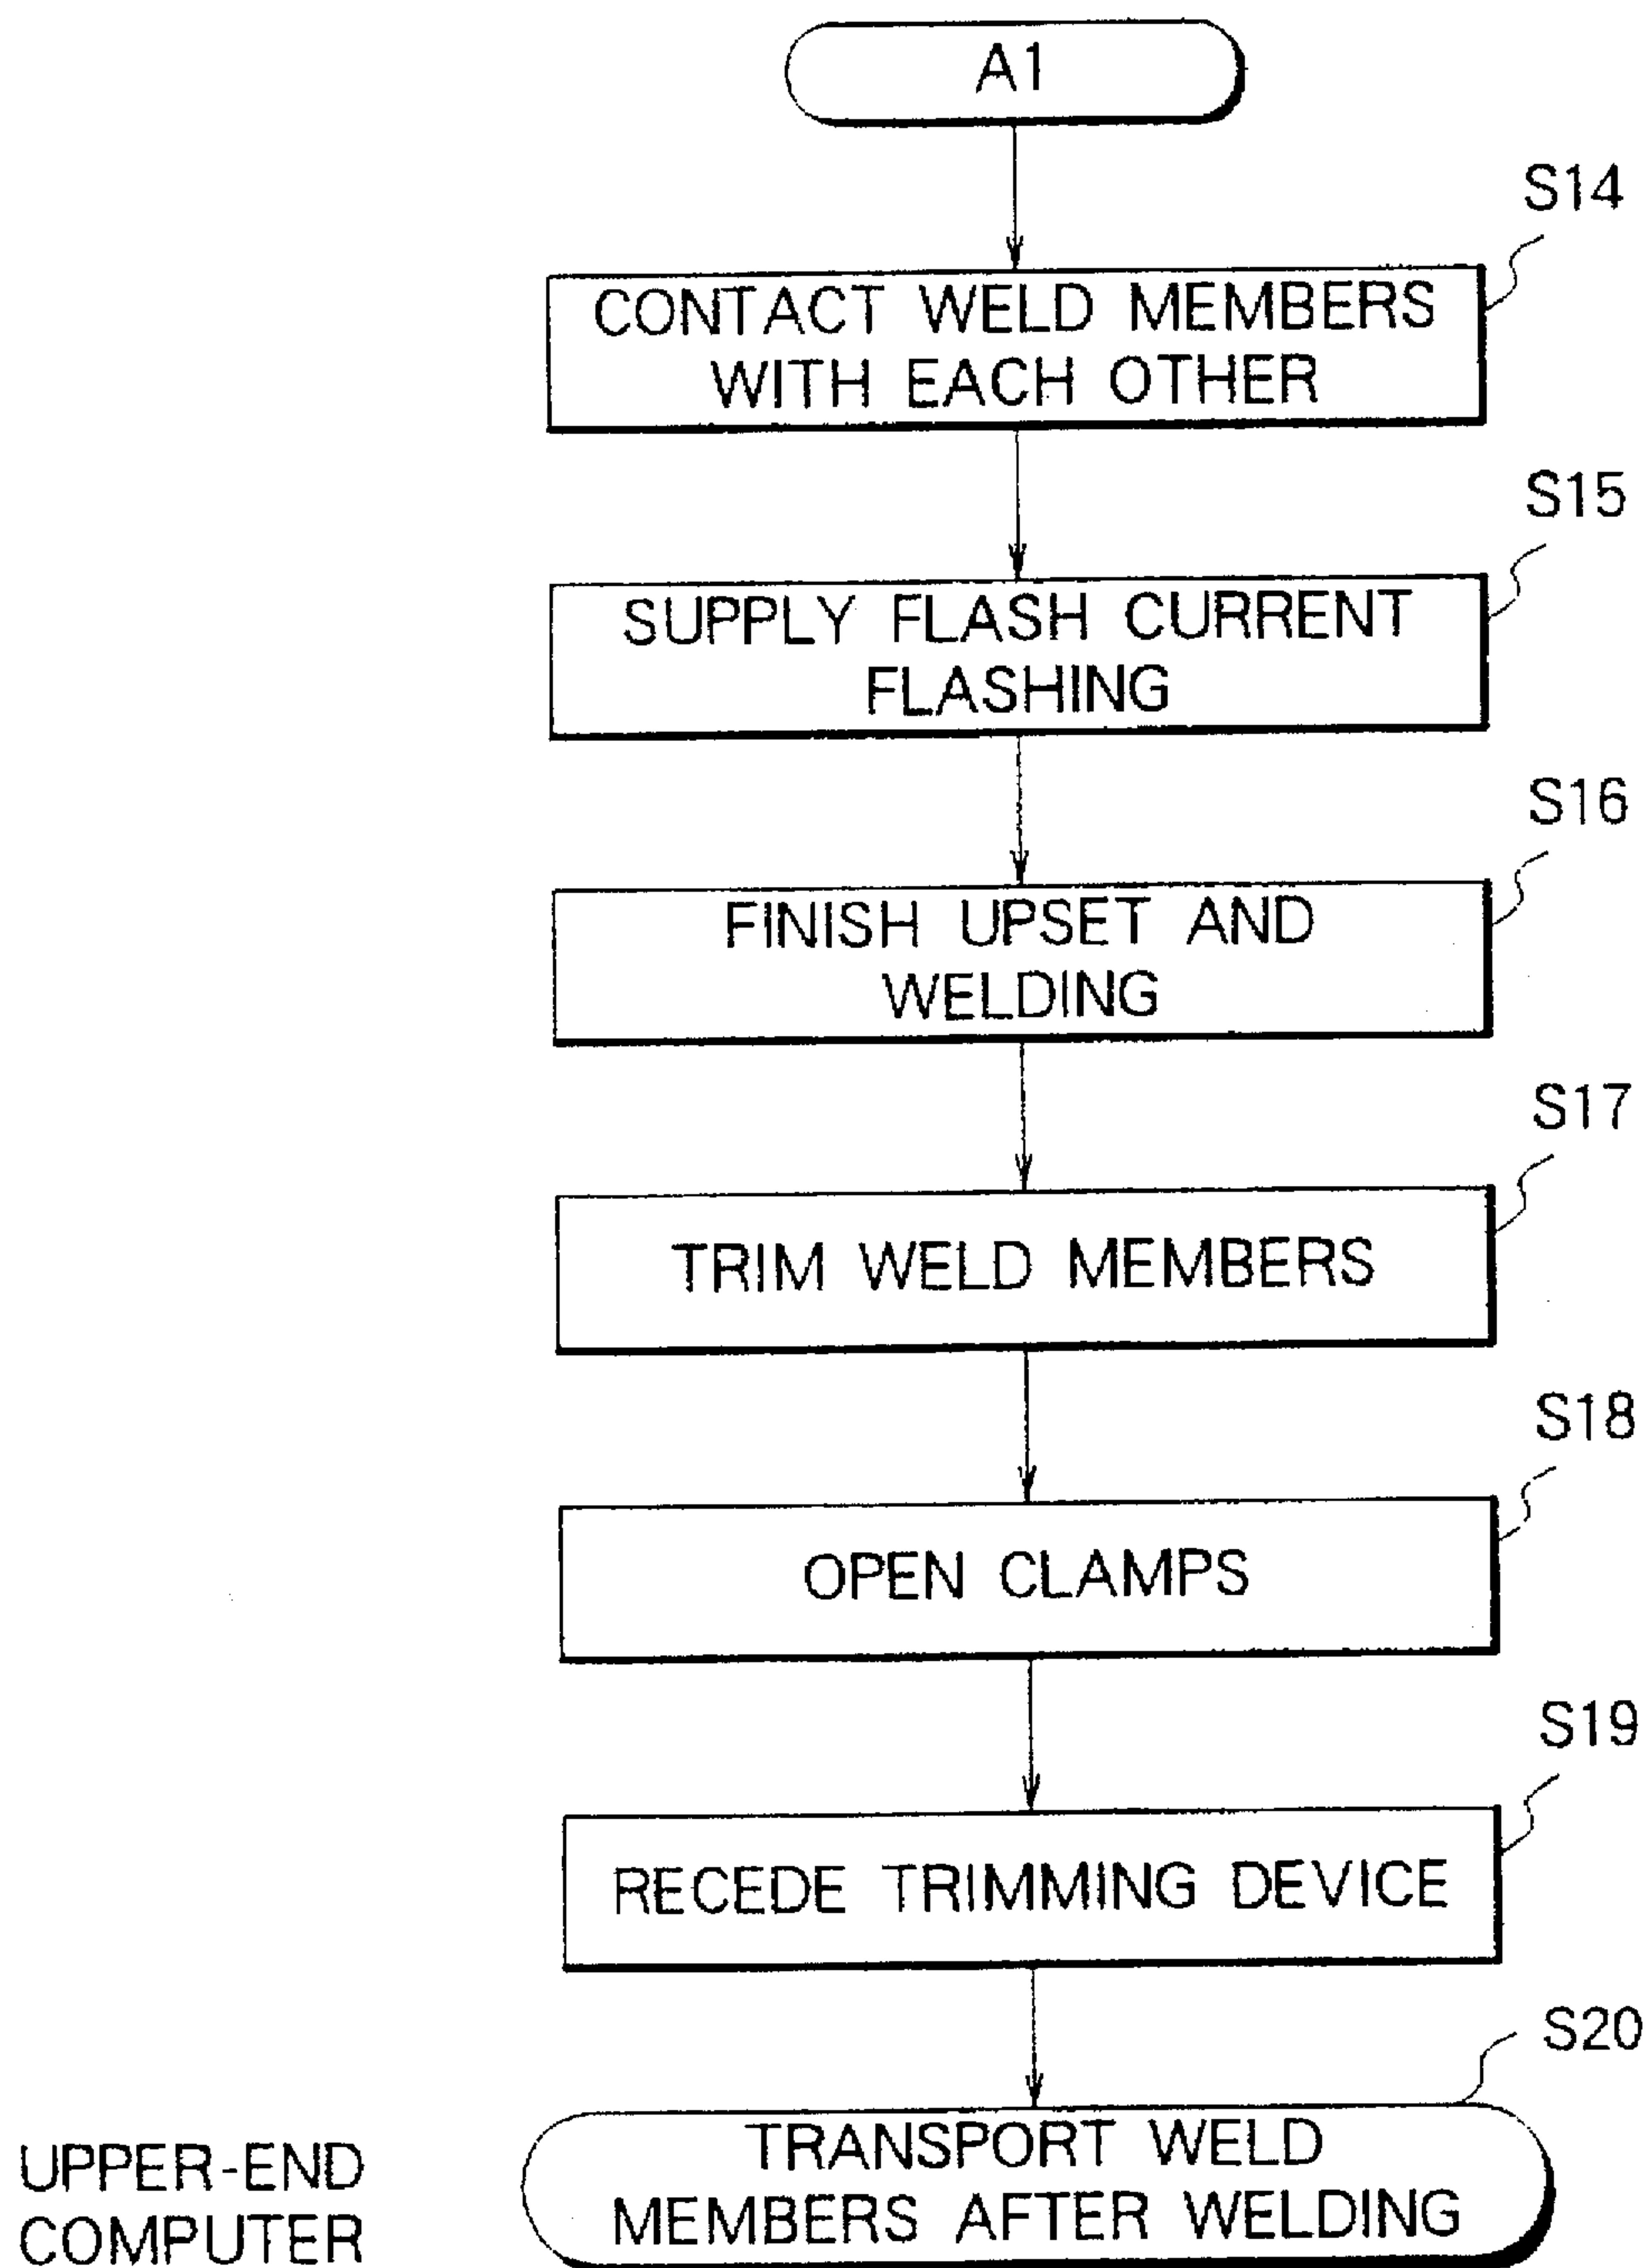 A1
S14
CONTACT WELD MEMBERS
WITH EACH OTHER
S15
SUPPLY FLASH CURRENT
FLASHING
S16
FINISH UPSET AND
WELDING
S17
TRIM WELD MEMBERS
S18
OPEN CLAMPS
S19
RECEDE TRIMMING DEVICE
S20
TRANSPORT WELD
MEMBERS AFTER WELDING
UPPER-END
COMPUTER